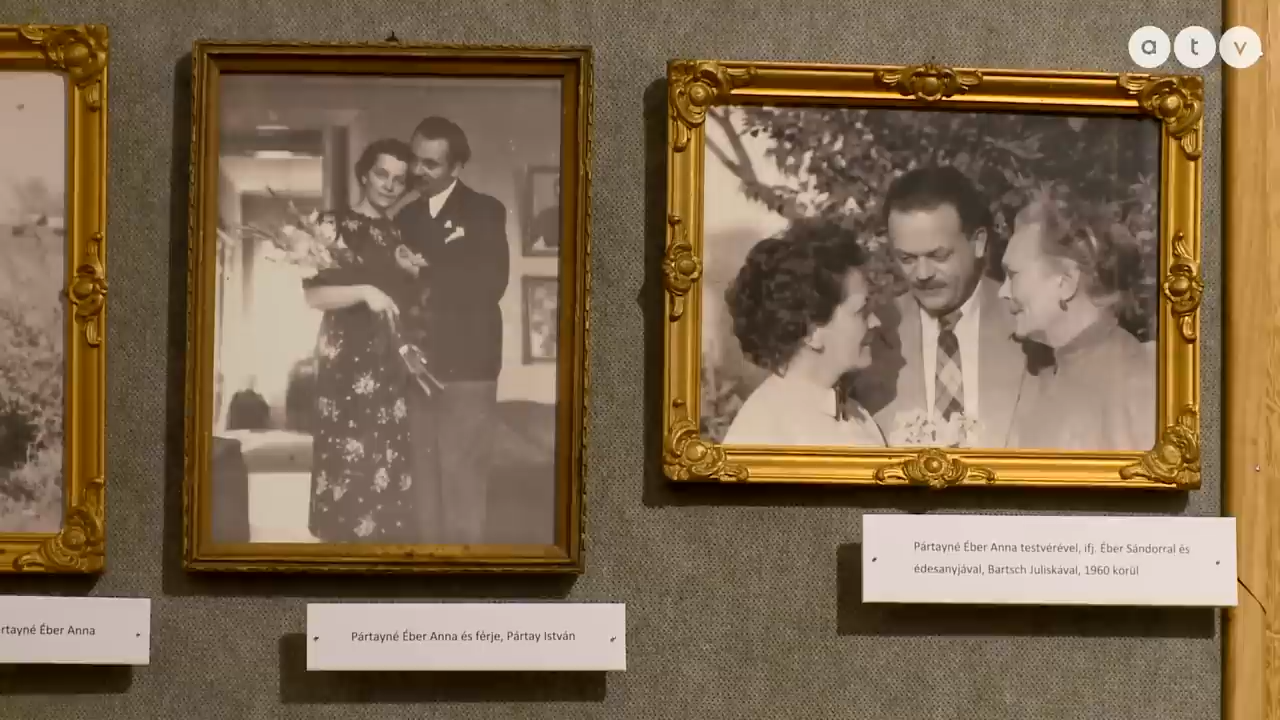 atv
rtayné Éber Anna
Pártayné Éber Anna és férje, Pártay István
Pártayné Éber Anna testvérével, ifj. Éber Sándorral és
édesanyjával, Bartsch Juliskával, 1960 körül